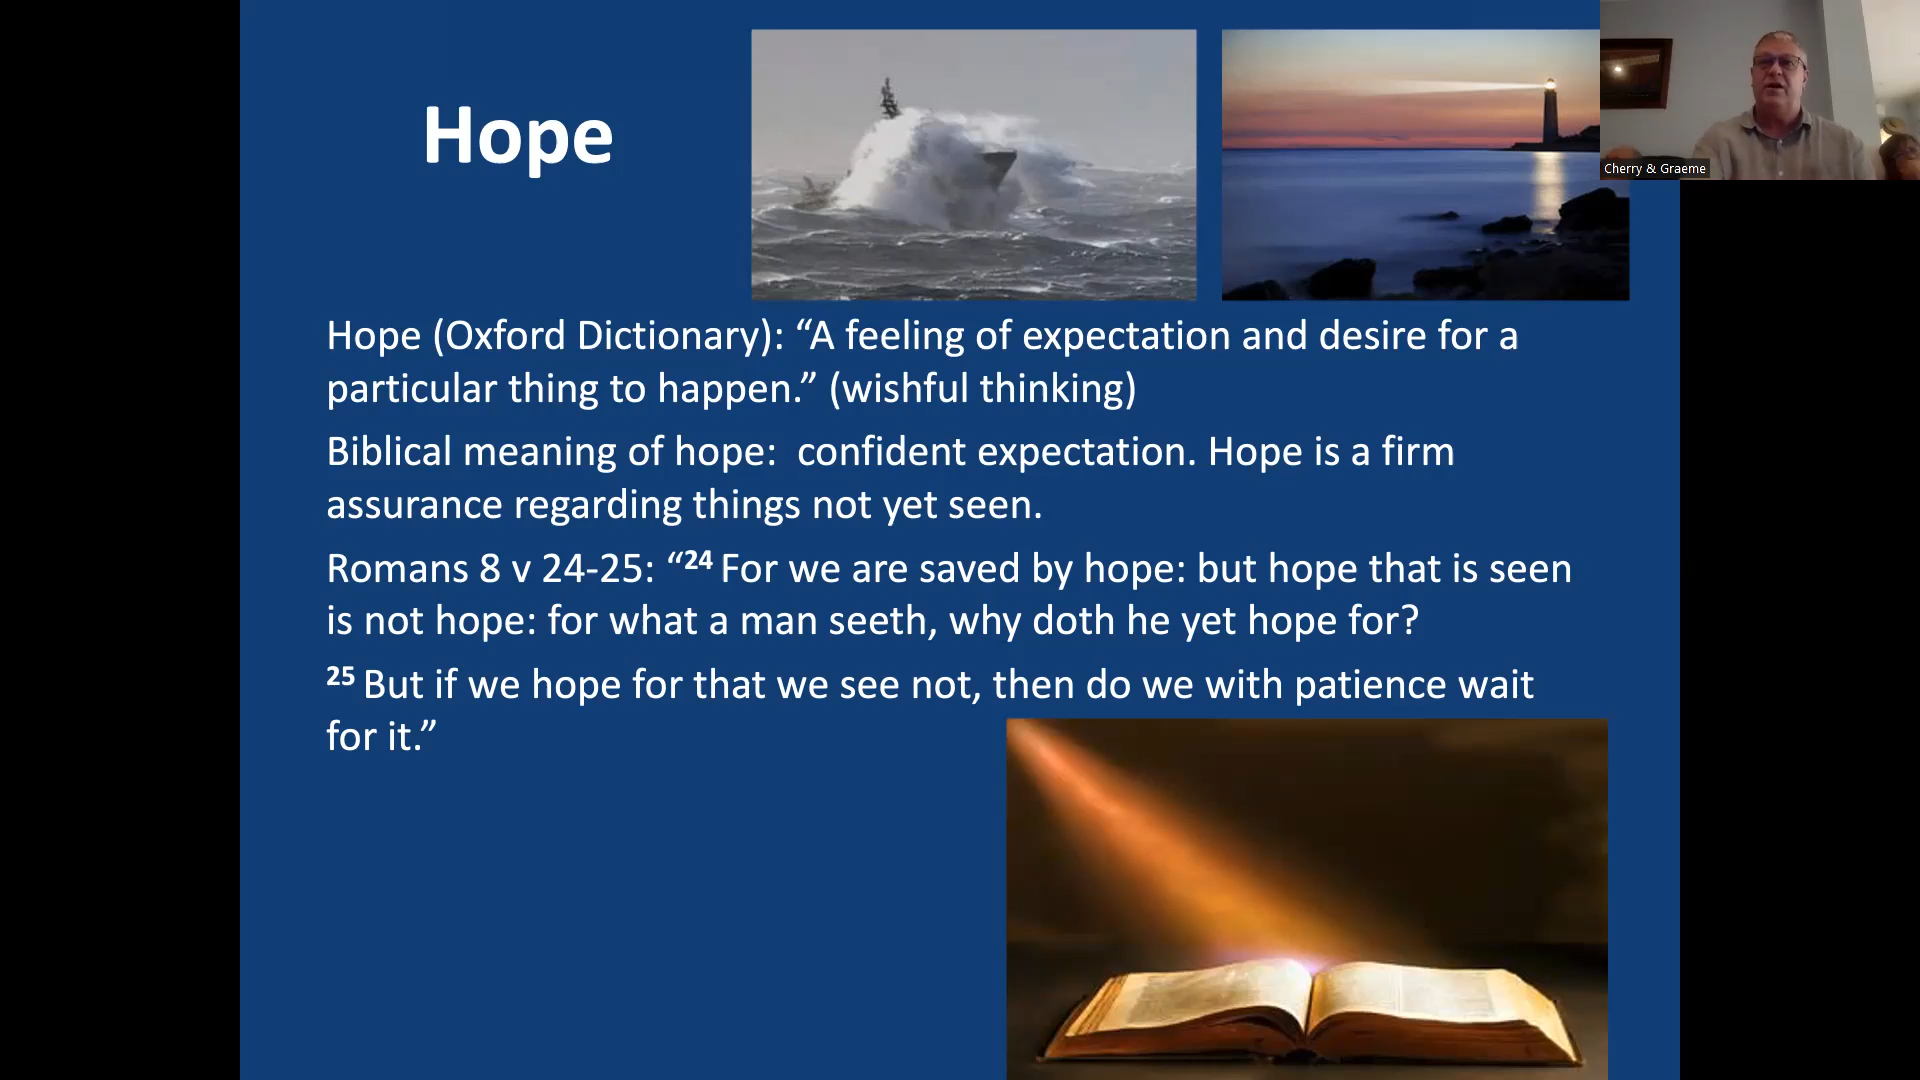 Hope
Cherry & Graeme
Hope (Oxford Dictionary): “A feeling of expectation and desire for a
particular thing to happen.” (wishful thinking)
Biblical meaning of hope:  confident expectation. Hope is a firm
assurance regarding things not yet seen.
Romans 8 v 24-25: “24 For we are saved by hope: but hope that is seen
is not hope: for what a man seeth, why doth he yet hope for?
25 But if we hope for that we see not, then do we with patience wait
for it.”